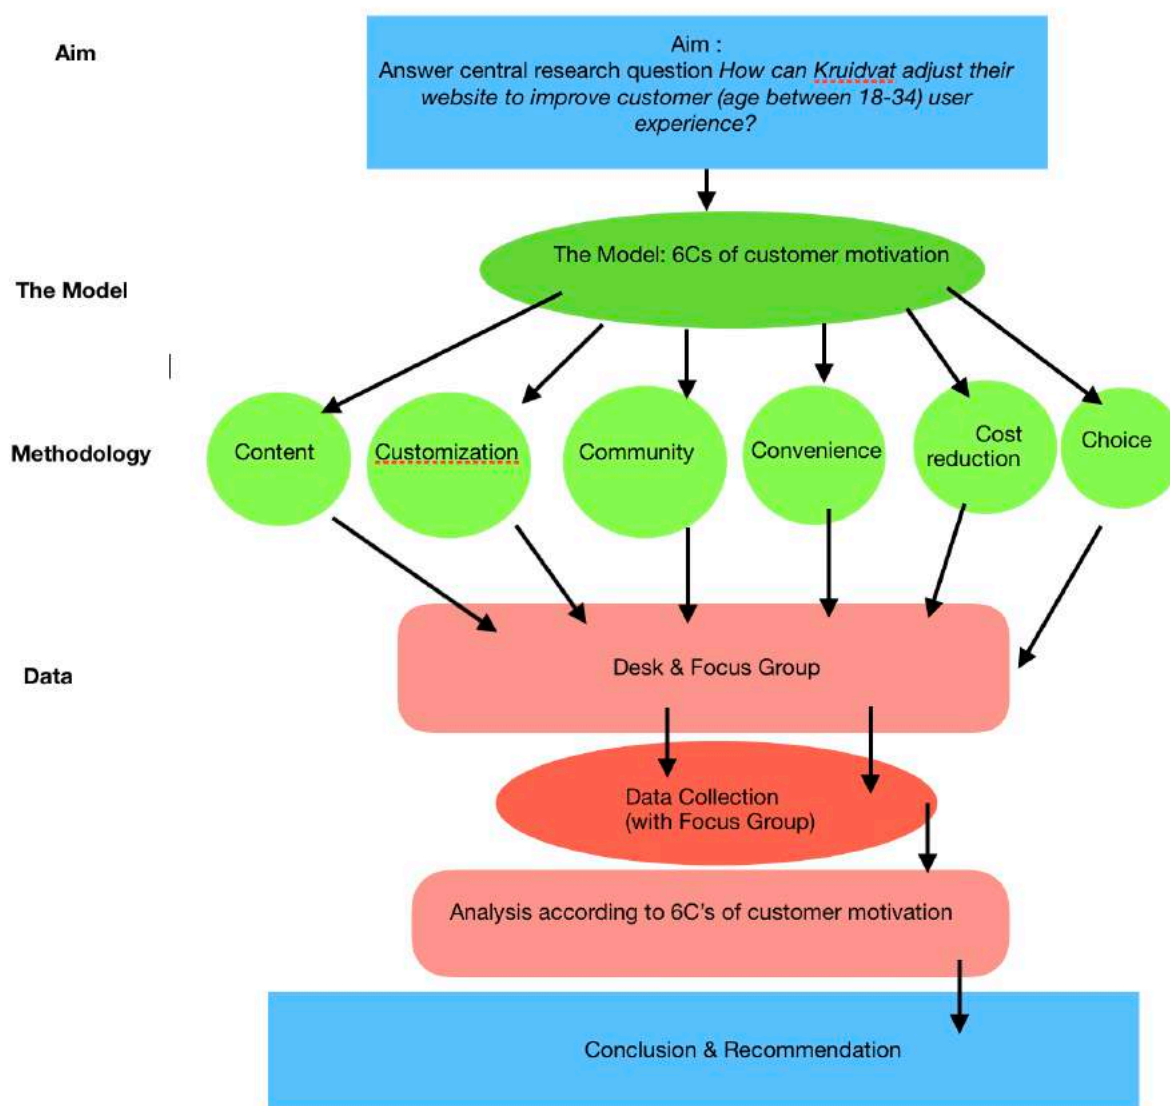 Aim
Aim :
Answer central research question How can Kruidvat adjust their
website to improve customer (age between 18-34) user
experience?
The Model: 6Cs of customer motivation
The Model
Methodology
Content
Customization
Community
Convenience
Cost
reduction
Choice
Desk & Focus Group
Data
Data Collection
(with Focus Group)
Analysis according to 6C's of customer motivation
Conclusion & Recommendation